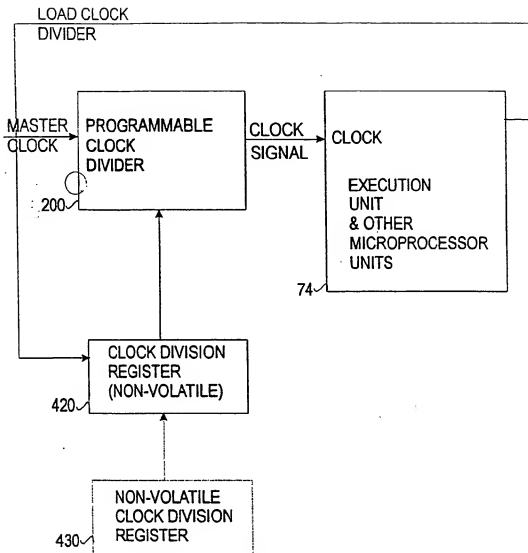 LOAD CLOCK
DIVIDER
MASTER
CLOCK
PROGRAMMABLE
CLOCK
DIVIDER
200
CLOCK
SIGNAL
CLOCK
EXECUTION
UNIT
& OTHER
MICROPROCESSOR
UNITS
74
CLOCK DIVISION
REGISTER
(NON-VOLATILE)
420
NON-VOLATILE
CLOCK DIVISION
REGISTER
430